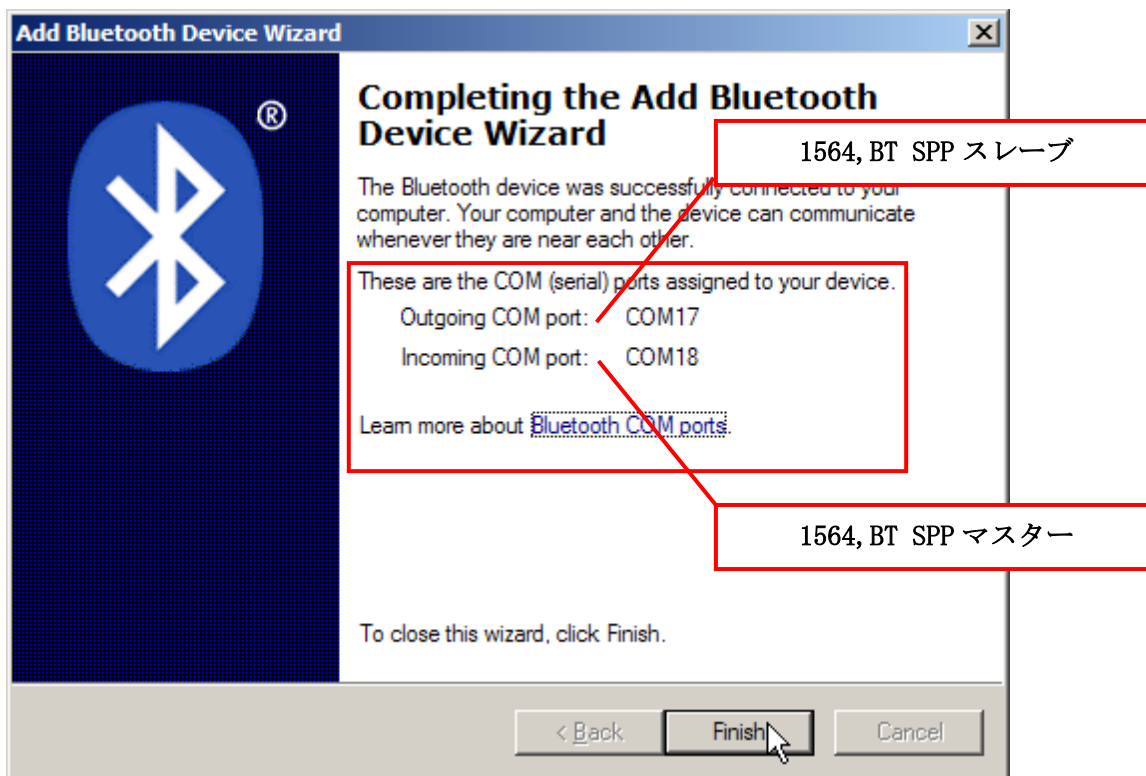 Add Bluetooth Device Wizard
®
Completing the Add Bluetooth
Device Wizard
1564,BT SPP スレーブ
The Bluetooth device was successfully connected to your
computer. Your computer and the device can communicate
whenever they are near each other.
These are the COM (serial) ports assigned to your device.
Outgoing COM port: COM17
Incoming COM port: COM18
Learn more about Bluetooth COM ports.
1564,BT SPP マスター
To close this wizard, click Finish.
< Back
Finish
Cancel